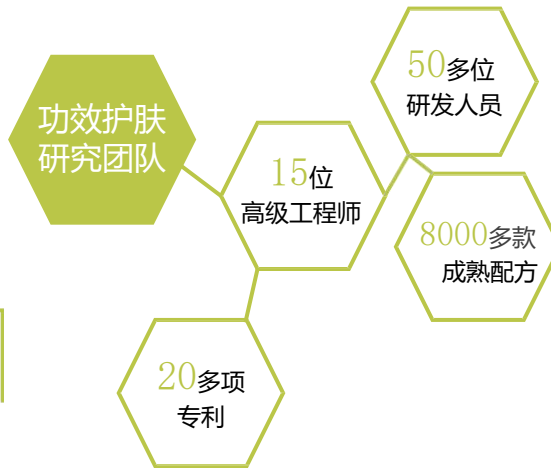 功效护肤
研究团队
50多位
研发人员
15位
高级工程师
8000多款
成熟配方
20多项
专利